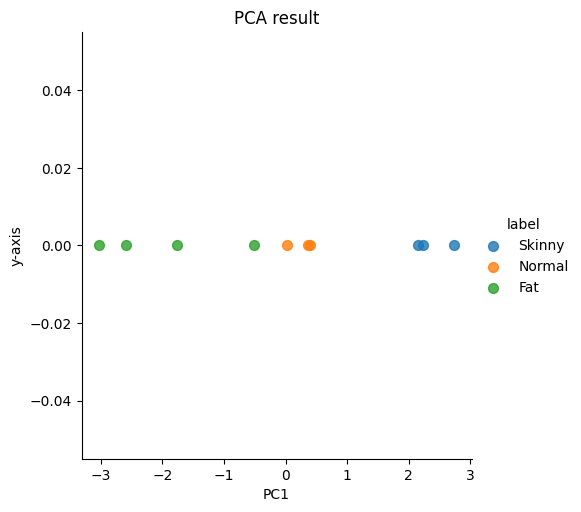 PCA result
0.04
0.02
0.00
−0.02
−0.04
y-axis
−3
−2
−1
0
1
2
3
PC1
label
Skinny
Normal
Fat